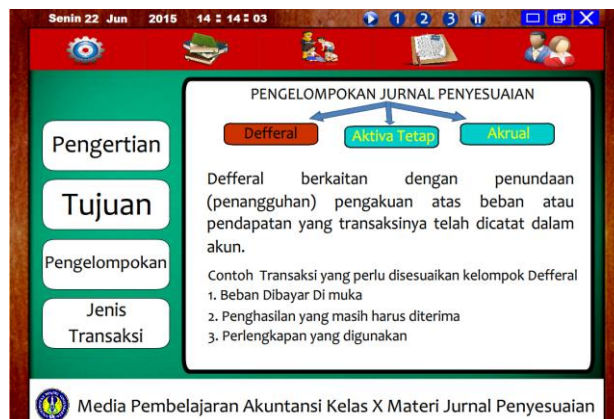 Senin 22 Jun 2015 14 : 14 : 03
1 2 3
PENGELOMPOKAN JURNAL PENYESUAIAN
Defferal Aktiva Tetap Akrual
Pengertian
Tujuan
Pengelompokan
Jenis
Transaksi
Defferal berkaitan dengan penundaan
(penangguhan) pengakuan atas beban atau
pendapatan yang transaksinya telah dicatat dalam
akun.
Contoh Transaksi yang perlu disesuaikan kelompok Defferal
1. Beban Dibayar Di muka
2. Penghasilan yang masih harus diterima
3. Perlengkapan yang digunakan
Media Pembelajaran Akuntansi Kelas X Materi Jurnal Penyesuaian